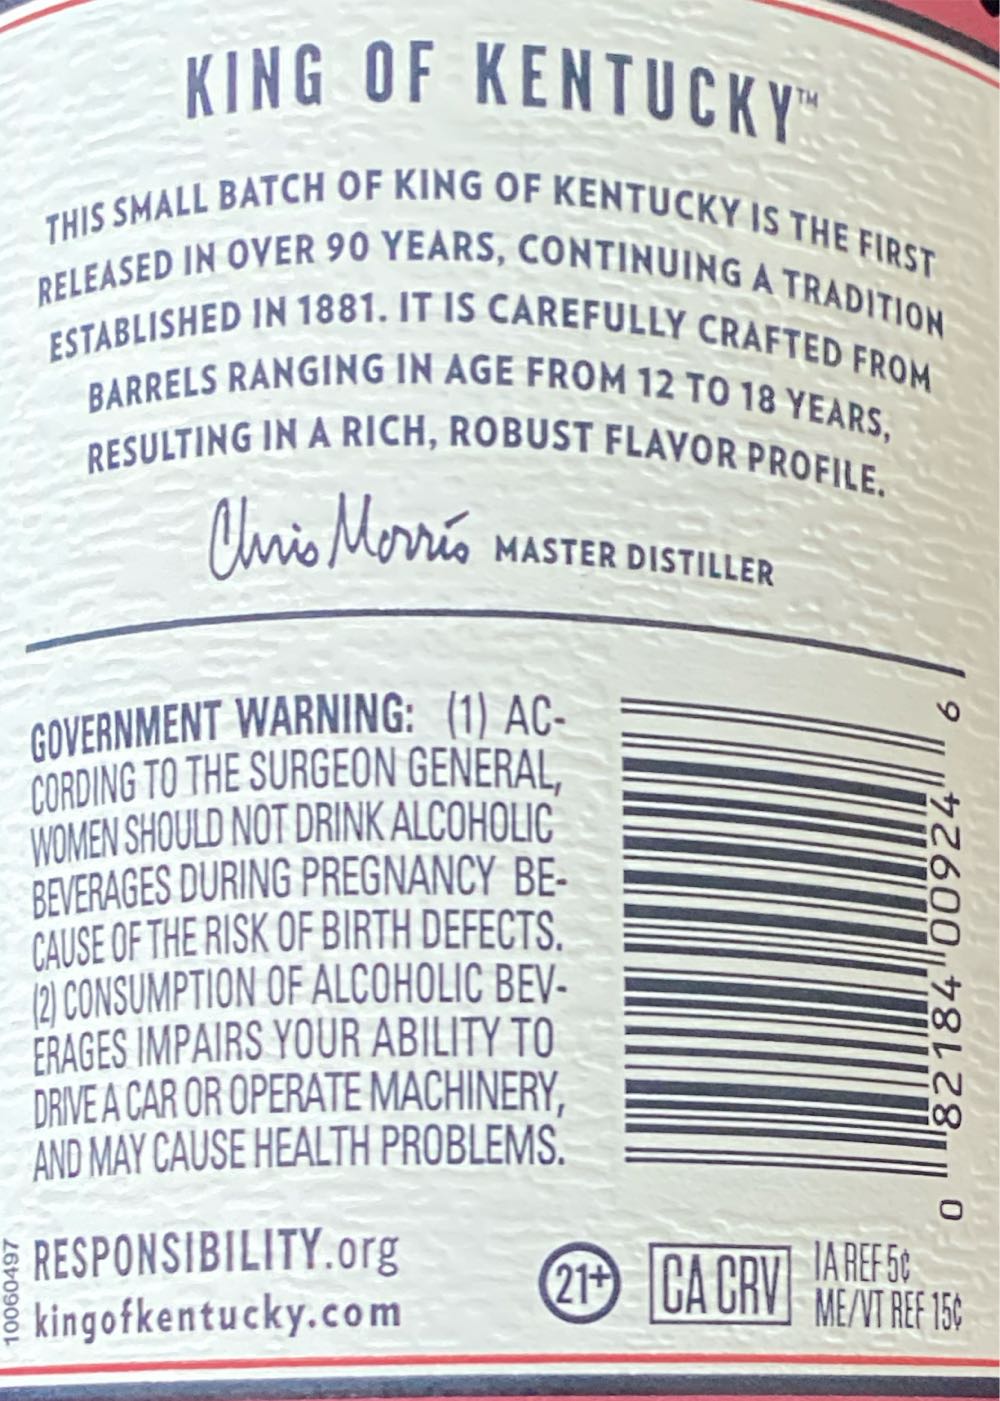 KING OF KENTUCKY™
THIS SMALL BATCH OF KING OF KENTUCKY IS THE FIRST
RELEASED IN OVER 90 YEARS, CONTINUING A TRADITION
ESTABLISHED IN 1881. IT IS CAREFULLY CRAFTED FROM
BARRELS RANGING IN AGE FROM 12 TO 18 YEARS,
RESULTING IN A RICH, ROBUST FLAVOR PROFILE.
Chris Morris MASTER DISTILLER
GOVERNMENT WARNING: (1) AC-
CORDING TO THE SURGEON GENERAL,
WOMEN SHOULD NOT DRINK ALCOHOLIC
BEVERAGES DURING PREGNANCY BE-
CAUSE OF THE RISK OF BIRTH DEFECTS.
(2) CONSUMPTION OF ALCOHOLIC BEV-
ERAGES IMPAIRS YOUR ABILITY TO
DRIVE A CAR OR OPERATE MACHINERY,
AND MAY CAUSE HEALTH PROBLEMS.
0 82184 00924 6
10060497
RESPONSIBILITY.org
kingofkentucky.com
21+
CA CRV
IA REF 5¢
ME/VT REF 15¢